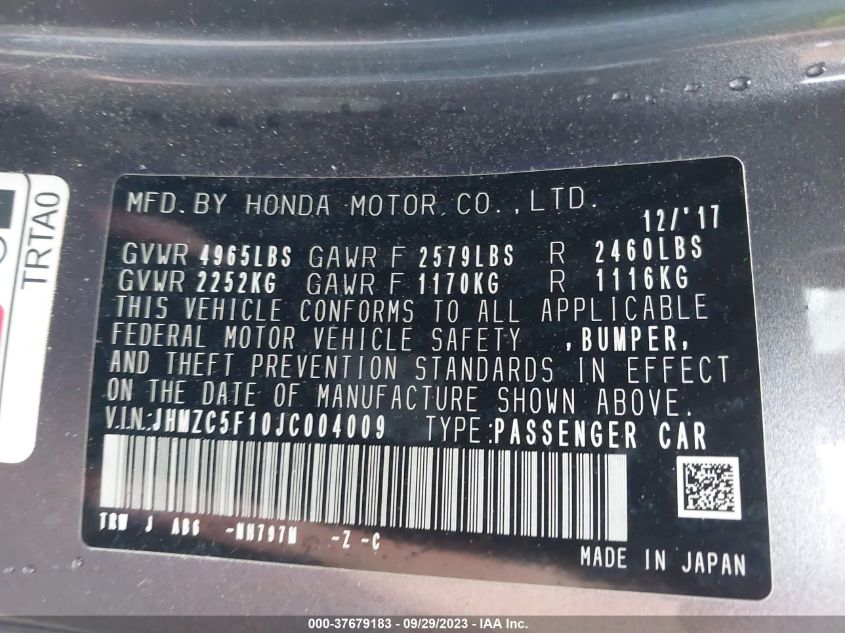 TRTA0
MFD. BY HONDA MOTOR CO., LTD.
12/'17
GVWR 4965LBS GAWR F 2579LBS R 2460LBS
GVWR 2252KG GAWR F 1170KG R 1116KG
THIS VEHICLE CONFORMS TO ALL APPLICABLE
FEDERAL MOTOR VEHICLE SAFETY ,BUMPER,
AND THEFT PREVENTION STANDARDS IN EFFECT
ON THE DATE OF MANUFACTURE SHOWN ABOVE.
V.I.N.:JHMZC5F10JC004009 TYPE:PASSENGER CAR
TRW J AB6 -NH797M -Z -C
MADE IN JAPAN
000-37679183 - 09/29/2023 - IAA Inc.